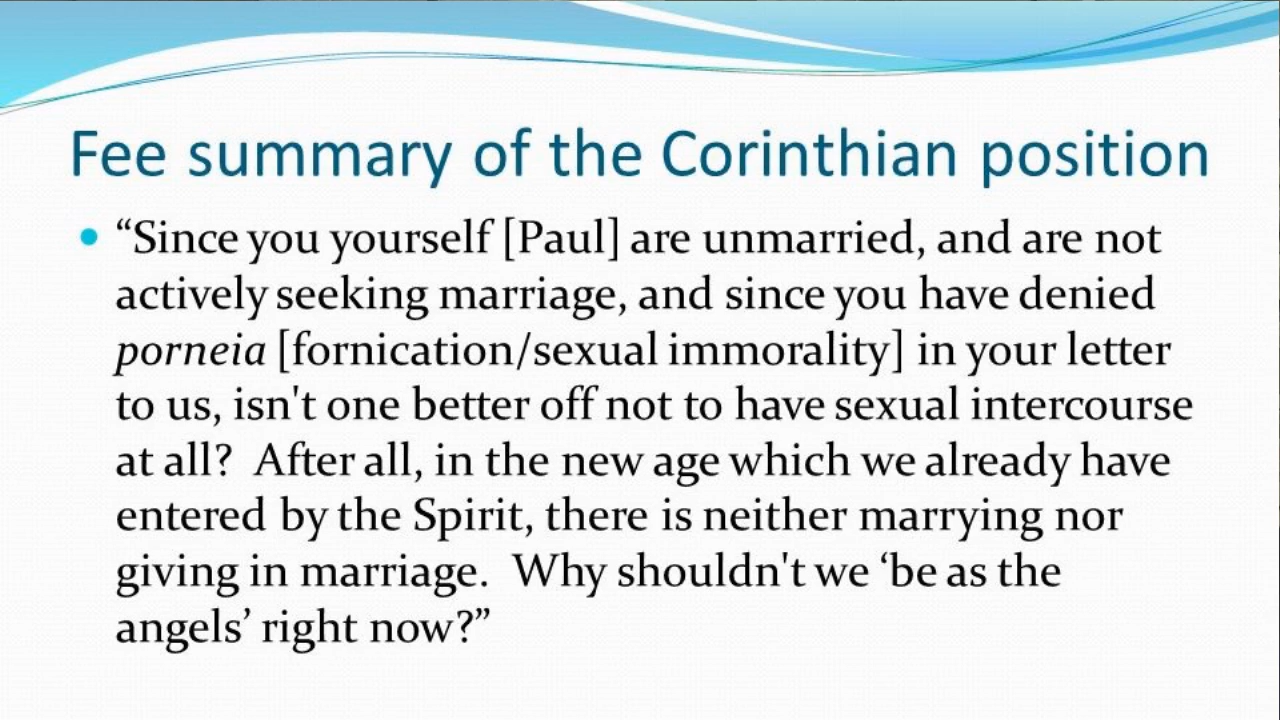 Fee summary of the Corinthian position
• “Since you yourself [Paul] are unmarried, and are not
actively seeking marriage, and since you have denied
porneia [fornication/sexual immorality] in your letter
to us, isn't one better off not to have sexual intercourse
at all?  After all, in the new age which we already have
entered by the Spirit, there is neither marrying nor
giving in marriage.  Why shouldn't we ‘be as the
angels’ right now?”